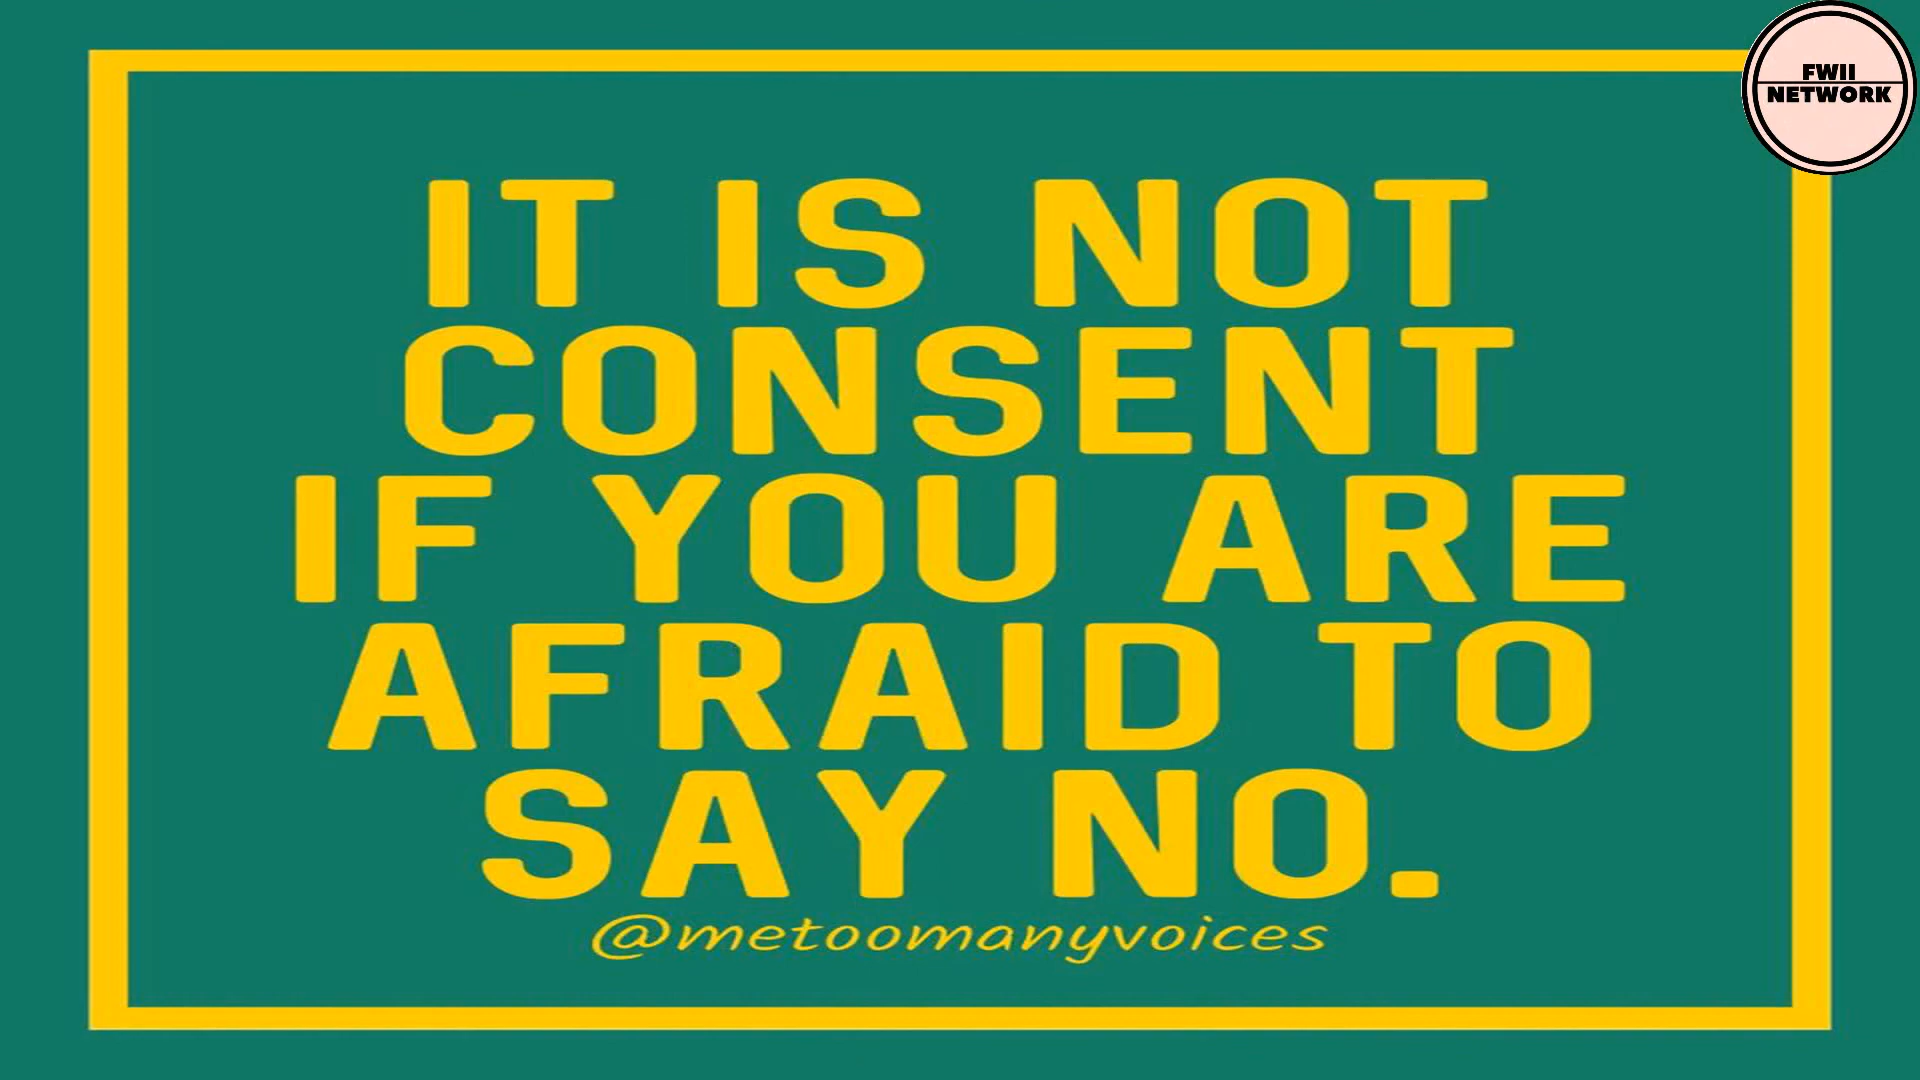 FWII
NETWORK
IT IS NOT
CONSENT
IF YOU ARE
AFRAID TO
SAY NO.
@metoomanyvoices